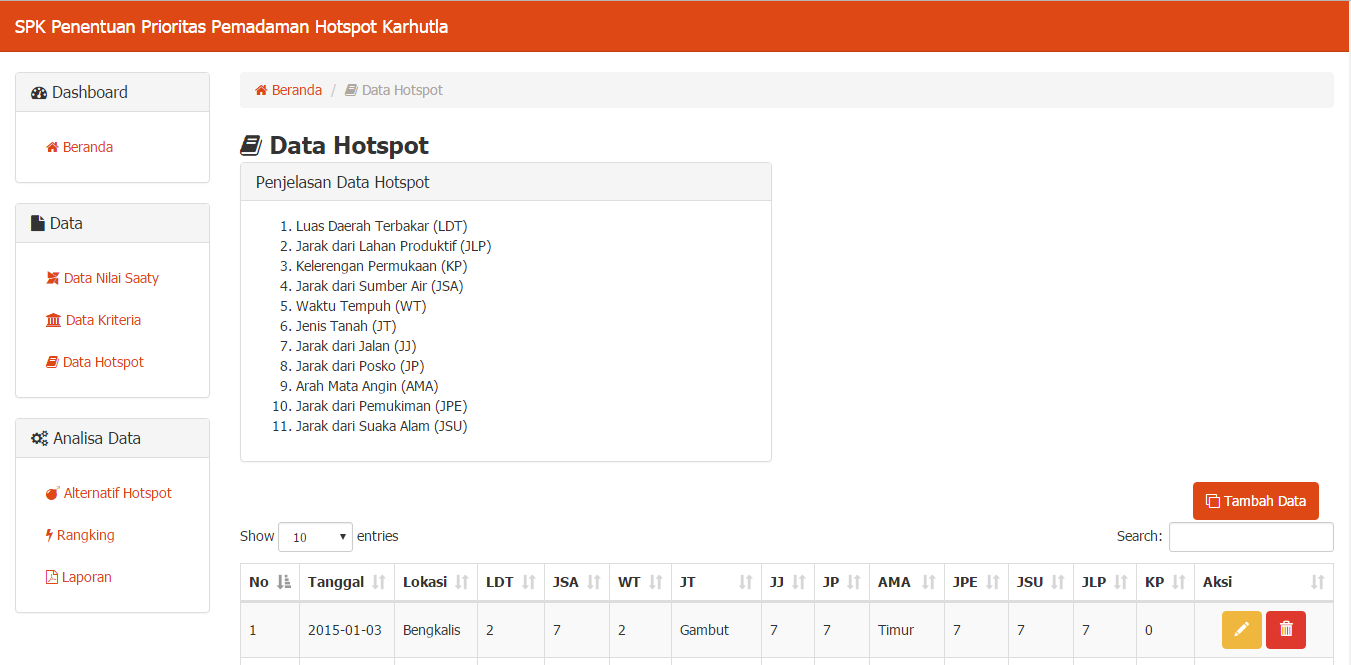 SPK Penentuan Prioritas Pemadaman Hotspot Karhutla
Dashboard
Beranda
Data
Data Nilai Saaty
Data Kriteria
Data Hotspot
Analisa Data
Alternatif Hotspot
Rangking
Laporan
Beranda / Data Hotspot
Data Hotspot
Penjelasan Data Hotspot
1. Luas Daerah Terbakar (LDT)
2. Jarak dari Lahan Produktif (JLP)
3. Kelerengan Permukaan (KP)
4. Jarak dari Sumber Air (JSA)
5. Waktu Tempuh (WT)
6. Jenis Tanah (JT)
7. Jarak dari Jalan (JJ)
8. Jarak dari Posko (JP)
9. Arah Mata Angin (AMA)
10. Jarak dari Pemukiman (JPE)
11. Jarak dari Suaka Alam (JSU)
Tambah Data
Show 10 entries Search:
No Tanggal Lokasi LDT JSA WT JT JJ JP AMA JPE JSU JLP KP Aksi
1 2015-01-03 Bengkalis 2 7 2 Gambut 7 7 Timur 7 7 7 0